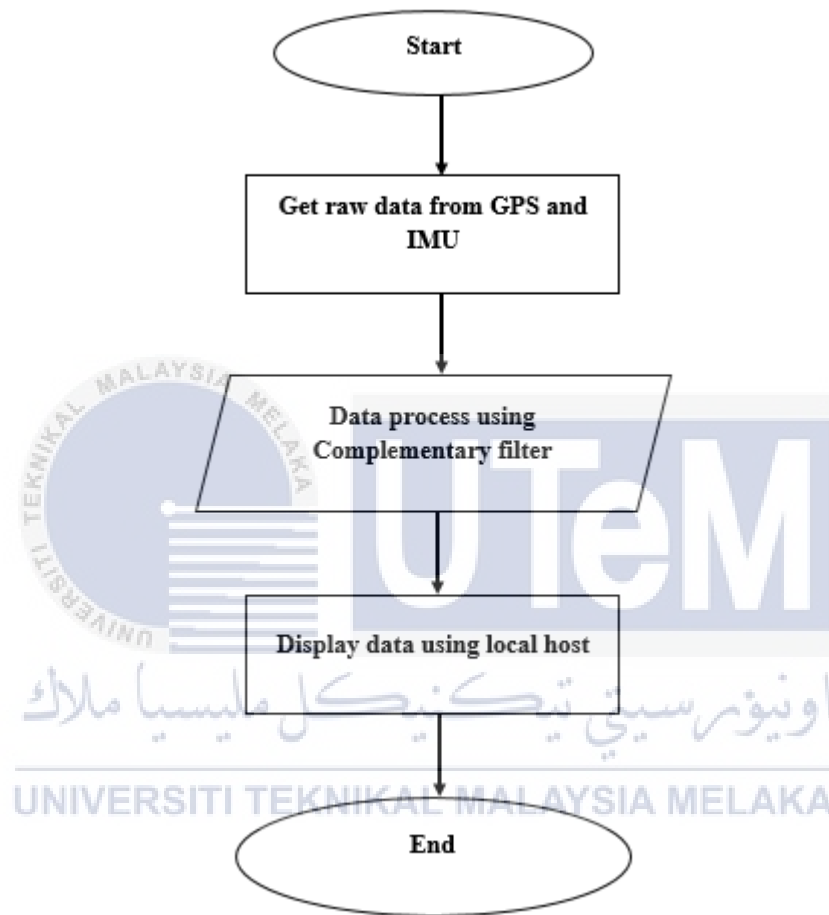 Start
Get raw data from GPS and
IMU
UNIVERSITI TEKNIKAL MALAYSIA MELAKA
Data process using
Complementary filter
UTeM
Display data using local host
اونيۏرسيتي تيكنيكل مليسيا ملاك
UNIVERSITI TEKNIKAL MALAYSIA MELAKA
End